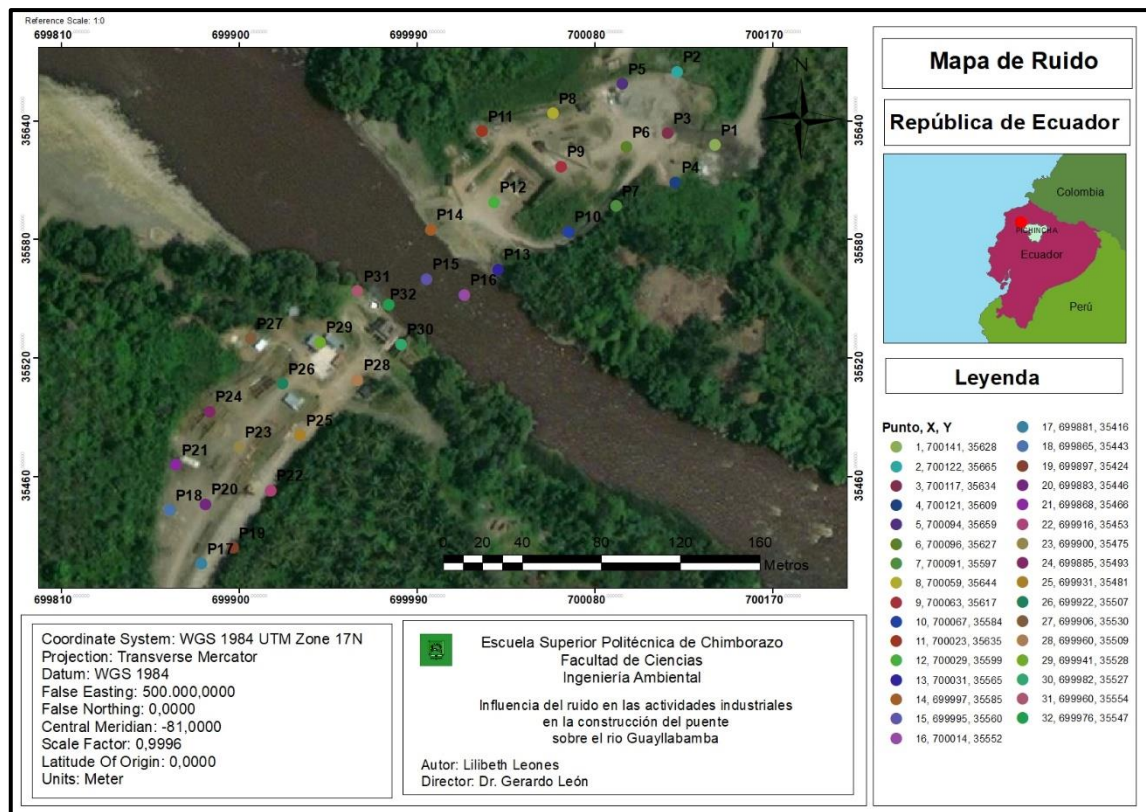 Reference Scale: 1:0
699810 699900 699990 700080 700170
35640
35580
35520
35460
35640
35580
35520
35460
699810 699900 699990 700080 700170
N
P5
P2
P8
P11
P3
P1
P6
P9
P4
P12
P7
P14
P10
P13
P15
P16
P31
P32
P27
P29
P30
P26
P28
P24
P23
P25
P21
P22
P18
P20
P19
P17
0 20 40 80 120 160
Metros
Mapa de Ruido
República de Ecuador
Colombia
PICHINCHA
Ecuador
Perú
Leyenda
Punto, X, Y
1, 700141, 35628
2, 700122, 35665
3, 700117, 35634
4, 700121, 35609
5, 700094, 35659
6, 700096, 35627
7, 700091, 35597
8, 700059, 35644
9, 700063, 35617
10, 700067, 35584
11, 700023, 35635
12, 700029, 35599
13, 700031, 35565
14, 699997, 35585
15, 699995, 35560
16, 700014, 35552
17, 699881, 35416
18, 699865, 35443
19, 699897, 35424
20, 699883, 35446
21, 699868, 35466
22, 699916, 35453
23, 699900, 35475
24, 699885, 35493
25, 699931, 35481
26, 699922, 35507
27, 699906, 35530
28, 699960, 35509
29, 699941, 35528
30, 699982, 35527
31, 699960, 35554
32, 699976, 35547
Coordinate System: WGS 1984 UTM Zone 17N
Projection: Transverse Mercator
Datum: WGS 1984
False Easting: 500.000,0000
False Northing: 0,0000
Central Meridian: -81,0000
Scale Factor: 0,9996
Latitude Of Origin: 0,0000
Units: Meter
Escuela Superior Politécnica de Chimborazo
Facultad de Ciencias
Ingeniería Ambiental
Influencia del ruido en las actividades industriales
en la construcción del puente
sobre el rio Guayllabamba
Autor: Lilibeth Leones
Director: Dr. Gerardo León